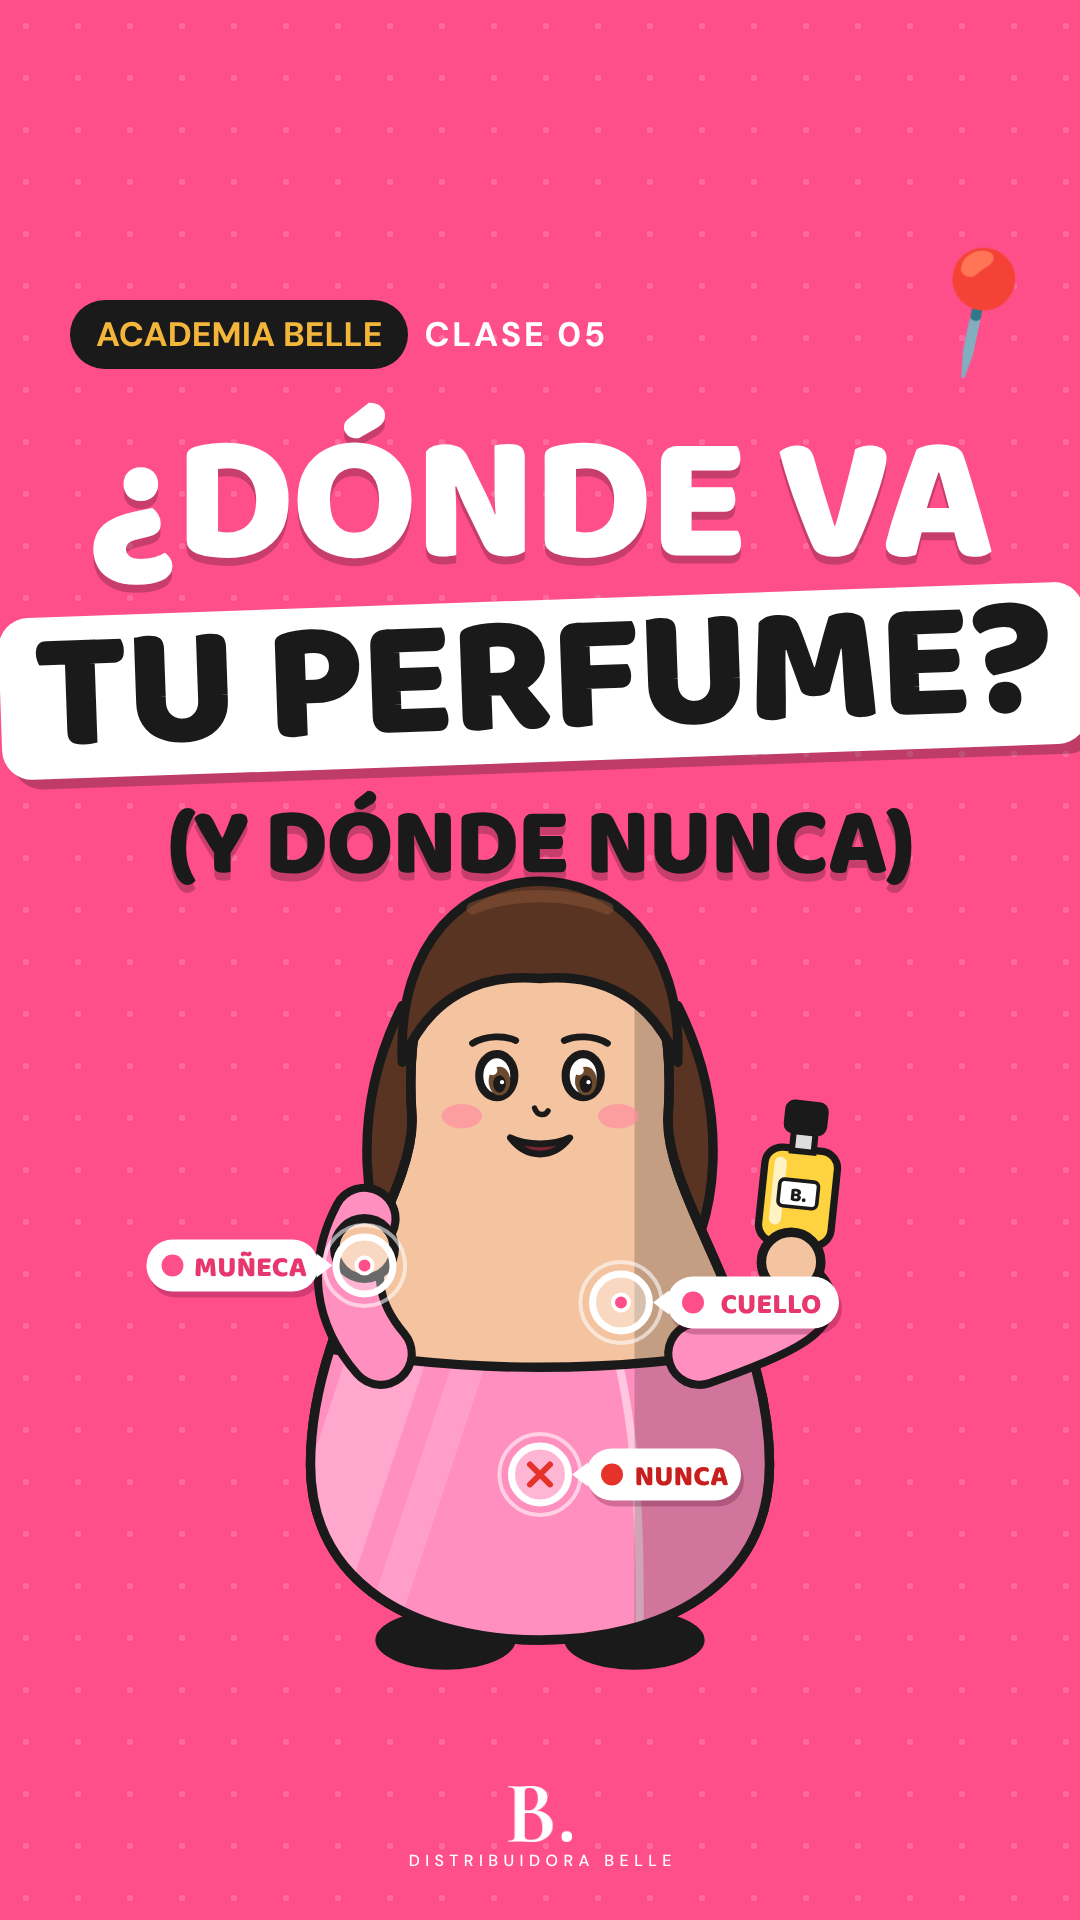 ACADEMIA BELLE CLASE 05
¿DÓNDE VA
TU PERFUME?
(Y DÓNDE NUNCA)
B.
MUÑECA
CUELLO
NUNCA
B.
DISTRIBUIDORA BELLE